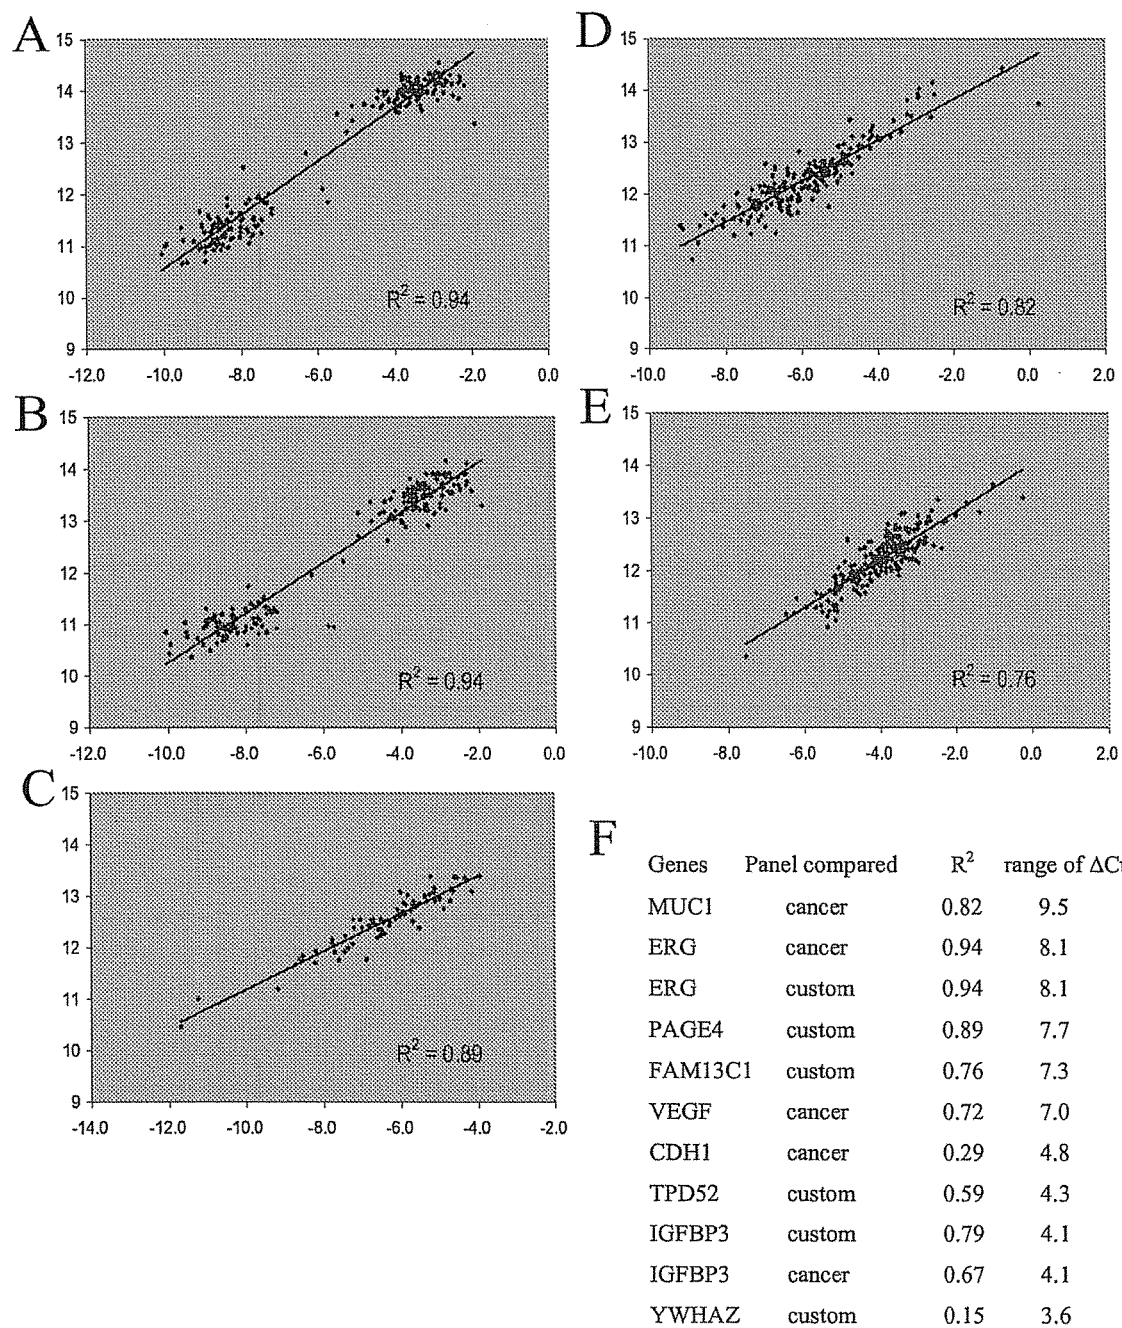 A
15
14
13
12
11
10
9
R² = 0.94
-12.0 -10.0 -8.0 -6.0 -4.0 -2.0 0.0
B
15
14
13
12
11
10
9
R² = 0.94
-12.0 -10.0 -8.0 -6.0 -4.0 -2.0 0.0
C
15
14
13
12
11
10
9
R² = 0.89
-14.0 -12.0 -10.0 -8.0 -6.0 -4.0 -2.0
D
15
14
13
12
11
10
9
R² = 0.82
-10.0 -8.0 -6.0 -4.0 -2.0 0.0 2.0
E
15
14
13
12
11
10
9
R² = 0.76
-10.0 -8.0 -6.0 -4.0 -2.0 0.0 2.0
F
Genes Panel compared R² range of ΔC
MUC1 cancer 0.82 9.5
ERG cancer 0.94 8.1
ERG custom 0.94 8.1
PAGE4 custom 0.89 7.7
FAM13C1 custom 0.76 7.3
VEGF cancer 0.72 7.0
CDH1 cancer 0.29 4.8
TPD52 custom 0.59 4.3
IGFBP3 custom 0.79 4.1
IGFBP3 cancer 0.67 4.1
YWHAZ custom 0.15 3.6